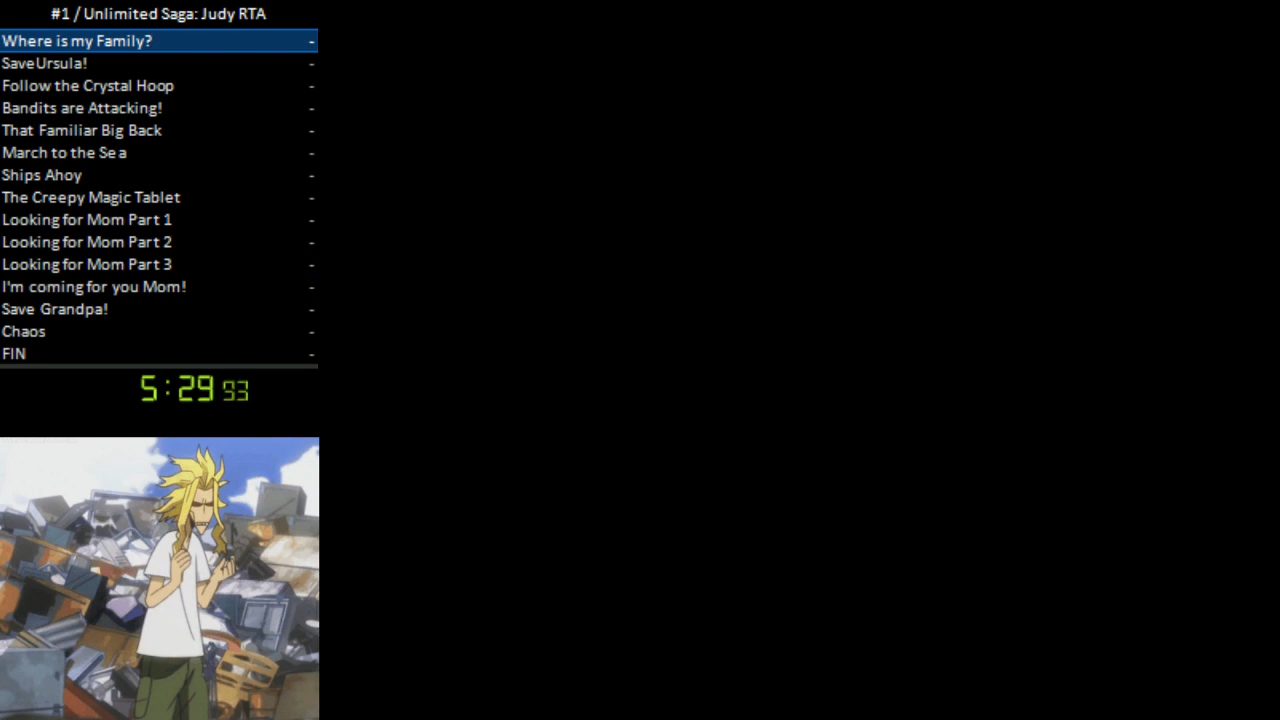 #1 / Unlimited Saga: Judy RTA
Where is my Family? -
Save Ursula! -
Follow the Crystal Hoop -
Bandits are Attacking! -
That Familiar Big Back -
March to the Sea -
Ships Ahoy -
The Creepy Magic Tablet -
Looking for Mom Part 1 -
Looking for Mom Part 2 -
Looking for Mom Part 3 -
I'm coming for you Mom! -
Save Grandpa! -
Chaos -
FIN -
5:29 93